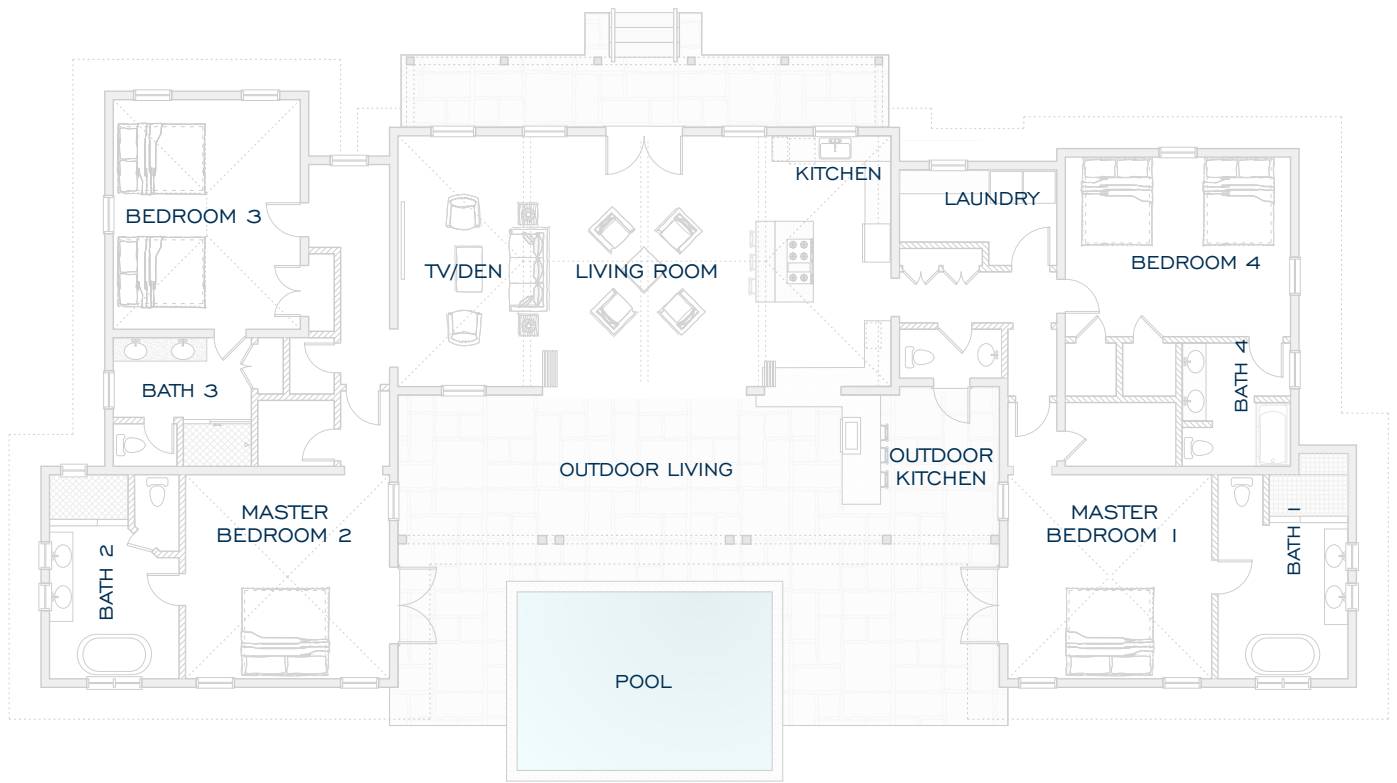 KITCHEN
LAUNDRY
BEDROOM 3
BEDROOM 4
TV/DEN
LIVING ROOM
BATH 3
BATH 4
OUTDOOR LIVING
OUTDOOR
KITCHEN
MASTER
BEDROOM 2
MASTER
BEDROOM 1
BATH 2
BATH 1
POOL